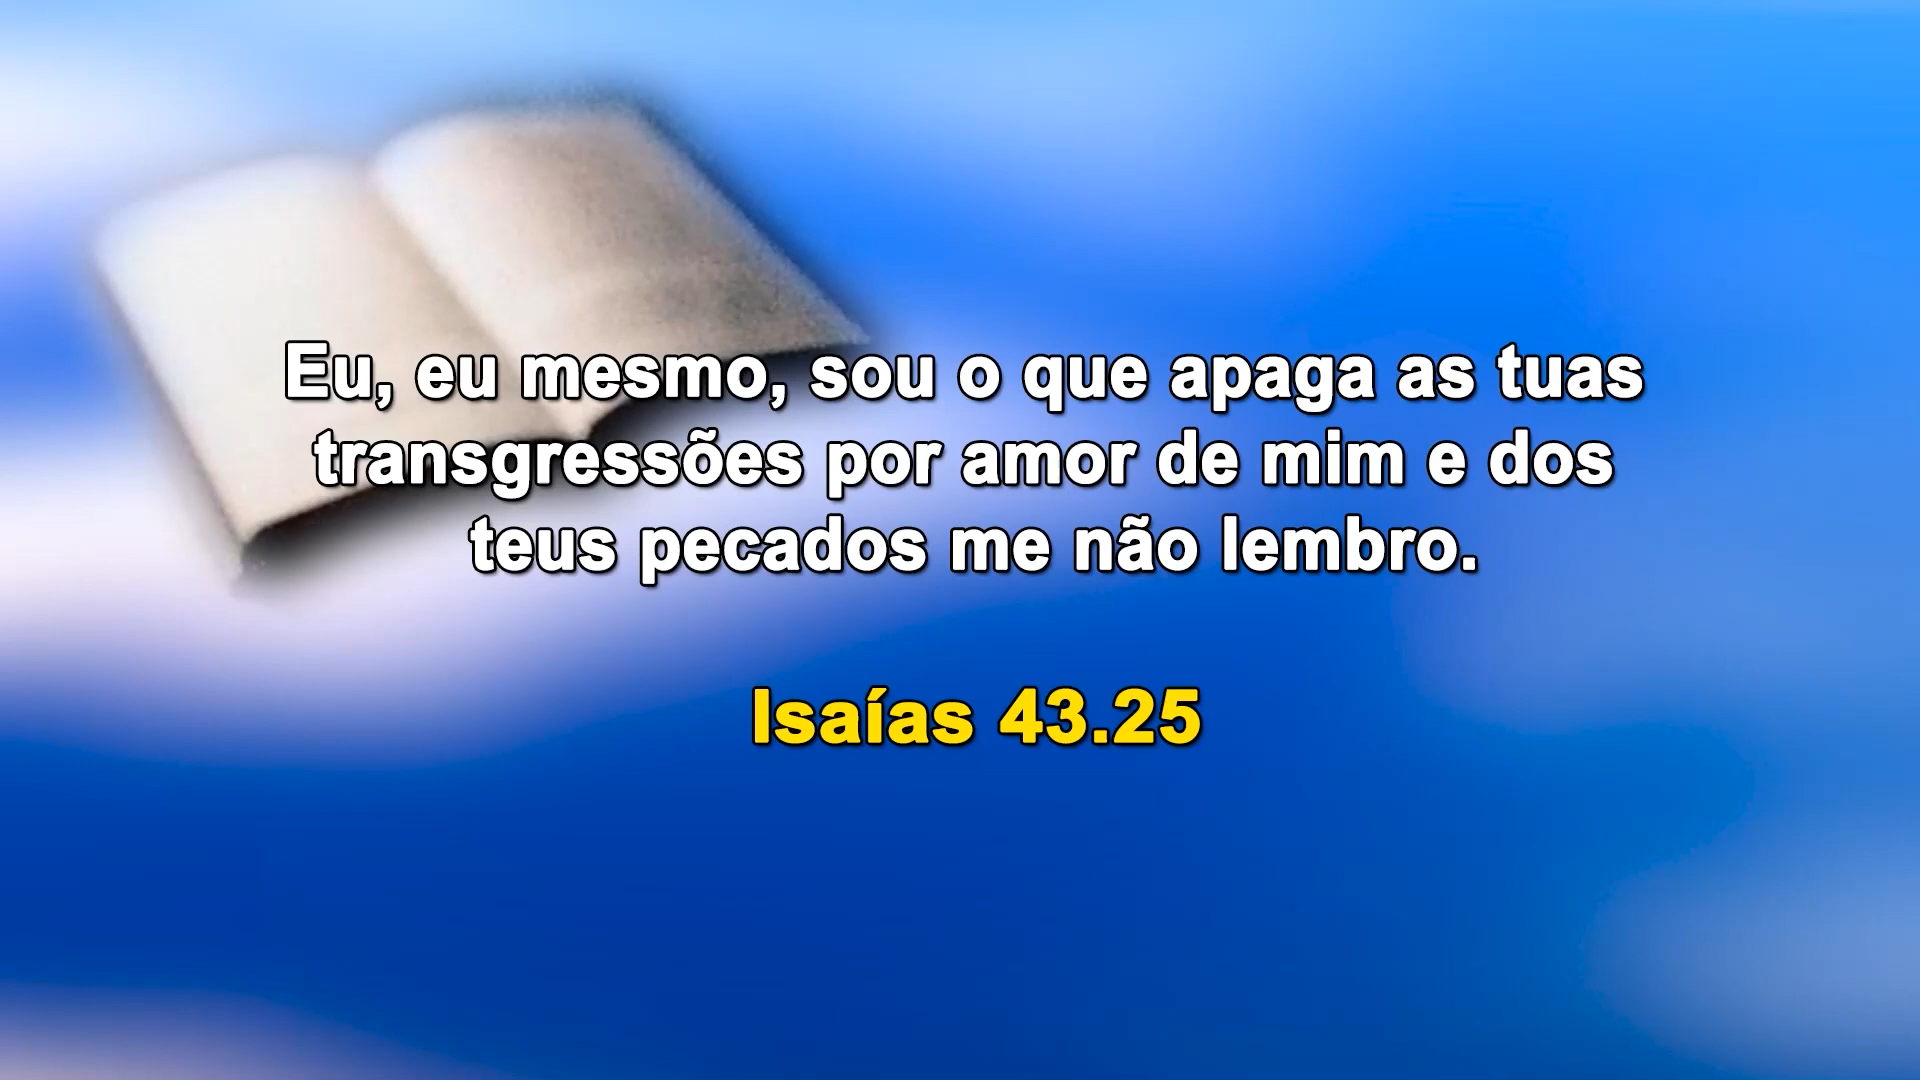 Eu, eu mesmo, sou o que apaga as tuas
transgressões por amor de mim e dos
teus pecados me não lembro.
Isaías 43.25